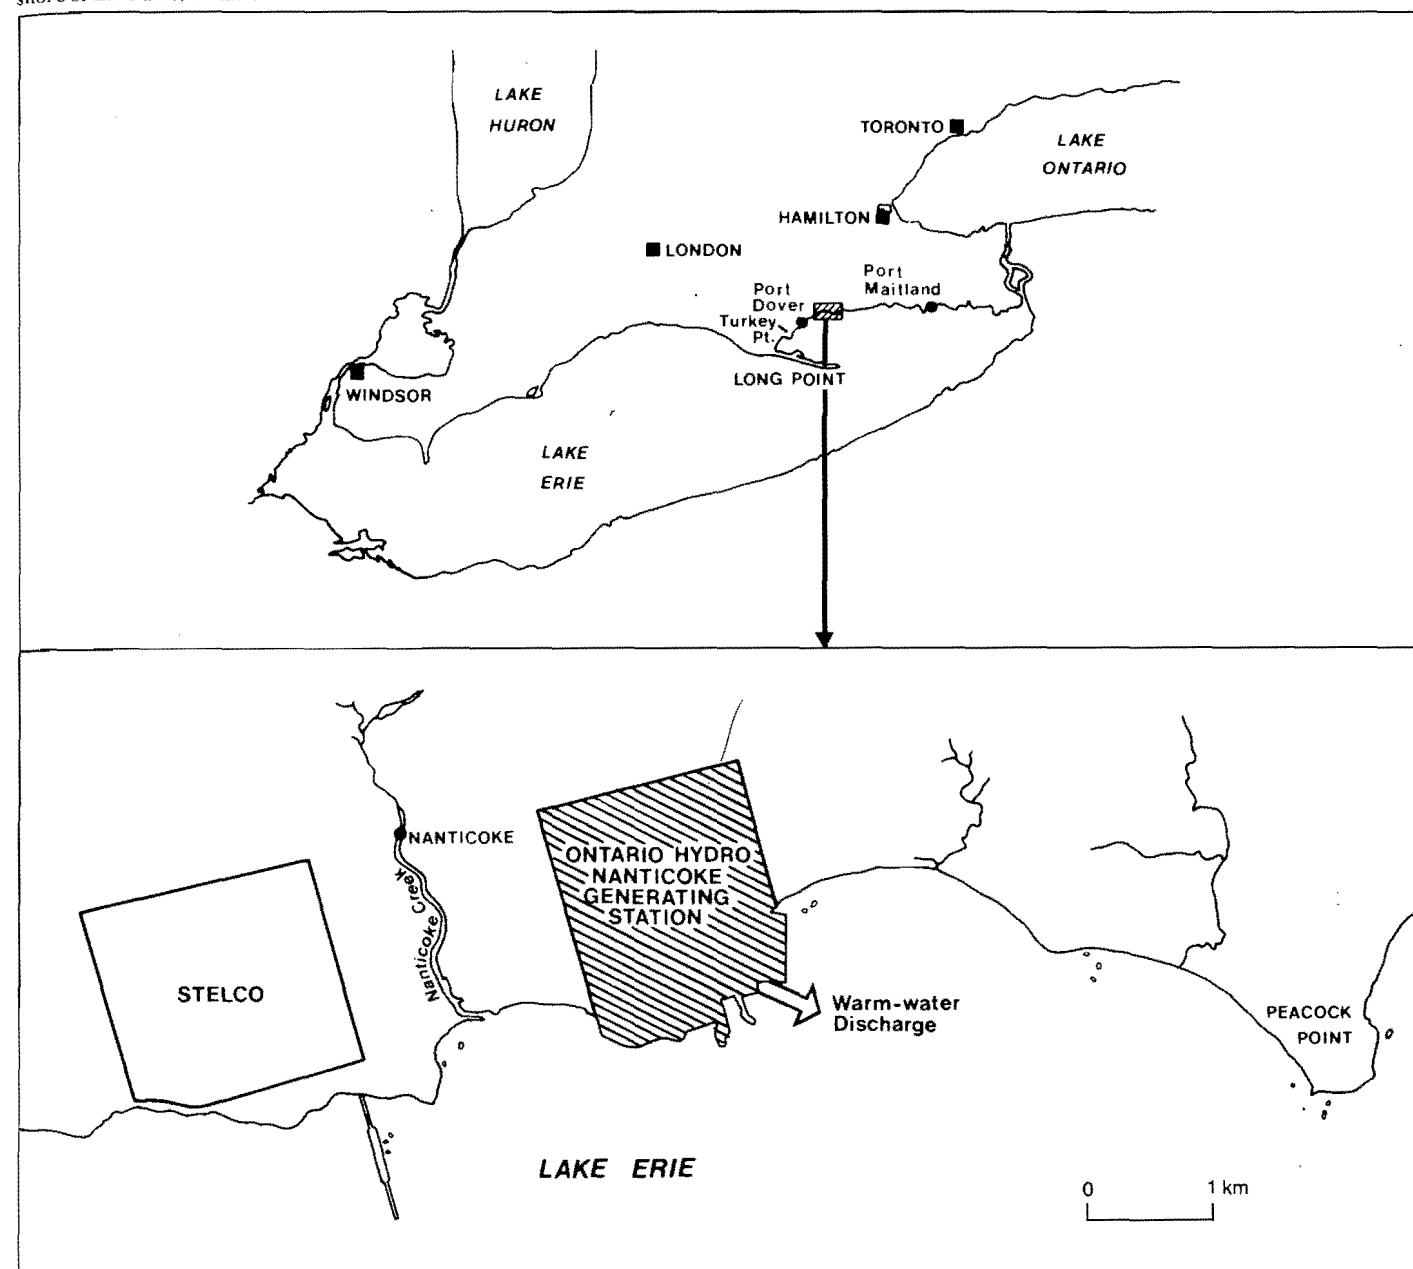 LAKE
HURON
TORONTO
LAKE
ONTARIO
HAMILTON
LONDON
Port
Maitland
Port
Dover
Turkey
Pt.
LONG POINT
WINDSOR
LAKE
ERIE
NANTICOKE
Nanticoke Creek
ONTARIO HYDRO
NANTICOKE
GENERATING
STATION
STELCO
Warm-water
Discharge
PEACOCK
POINT
LAKE ERIE
0 1 km